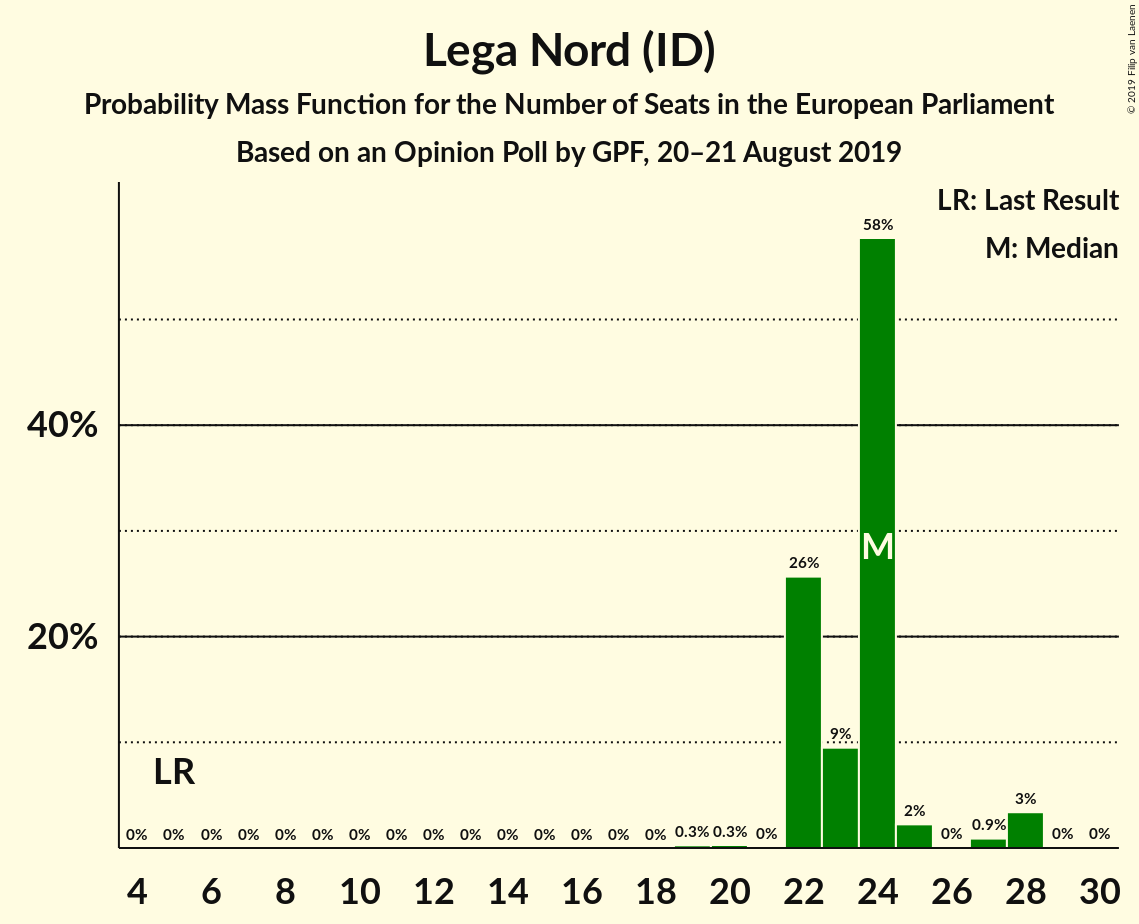 Lega Nord (ID)
Probability Mass Function for the Number of Seats in the European Parliament
Based on an Opinion Poll by GPF, 20–21 August 2019
© 2019 Filip van Laenen
LR: Last Result
M: Median
58%
40%
M
26%
20%
9%
LR
3%
2%
0% 0% 0% 0% 0% 0% 0% 0% 0% 0% 0% 0% 0% 0% 0% 0.3% 0.3% 0% 0% 0.9% 0% 0%
4 6 8 10 12 14 16 18 20 22 24 26 28 30